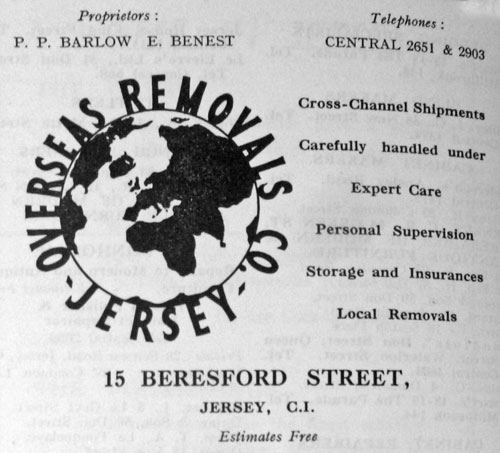 Proprietors :
P. P. BARLOW E. BENEST
Telephones :
CENTRAL 2651 & 2903
OVERSEAS REMOVALS CO.
- JERSEY -
Cross-Channel Shipments
Carefully handled under
Expert Care
Personal Supervision
Storage and Insurances
Local Removals
15 BERESFORD STREET,
JERSEY, C.I.
Estimates Free